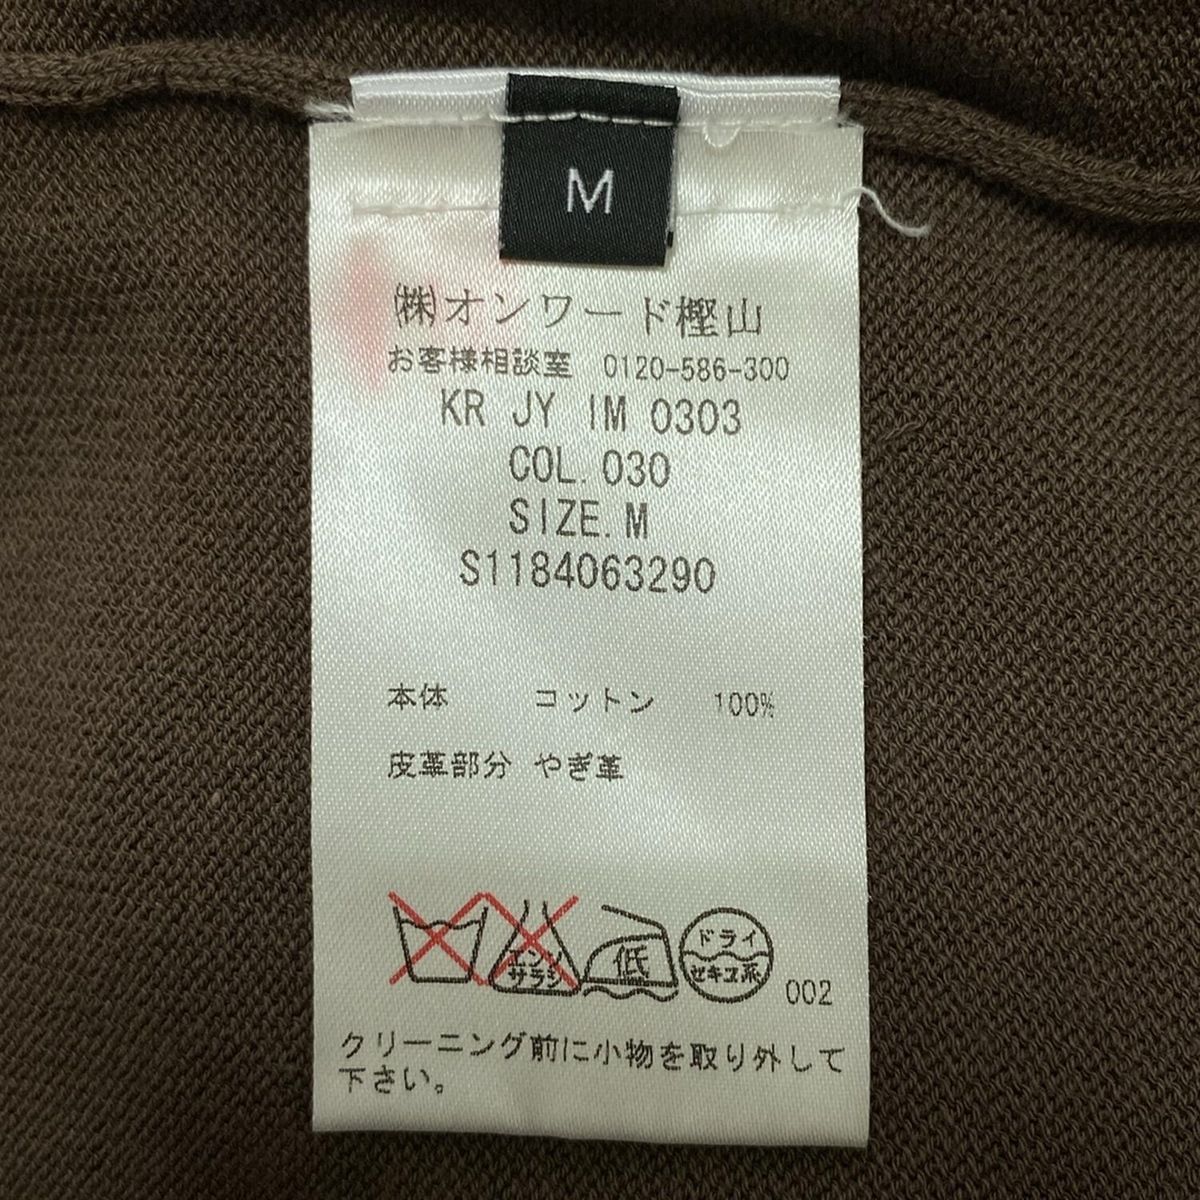 M
㈱オンワード樫山
お客様相談室 0120-586-300
KR JY IM 0303
COL.030
SIZE.M
S1184063290
本体 コットン 100%
皮革部分 やぎ革
エンソ
サラシ
低
ドライ
セキユ系
002
クリーニング前に小物を取り外して
下さい。